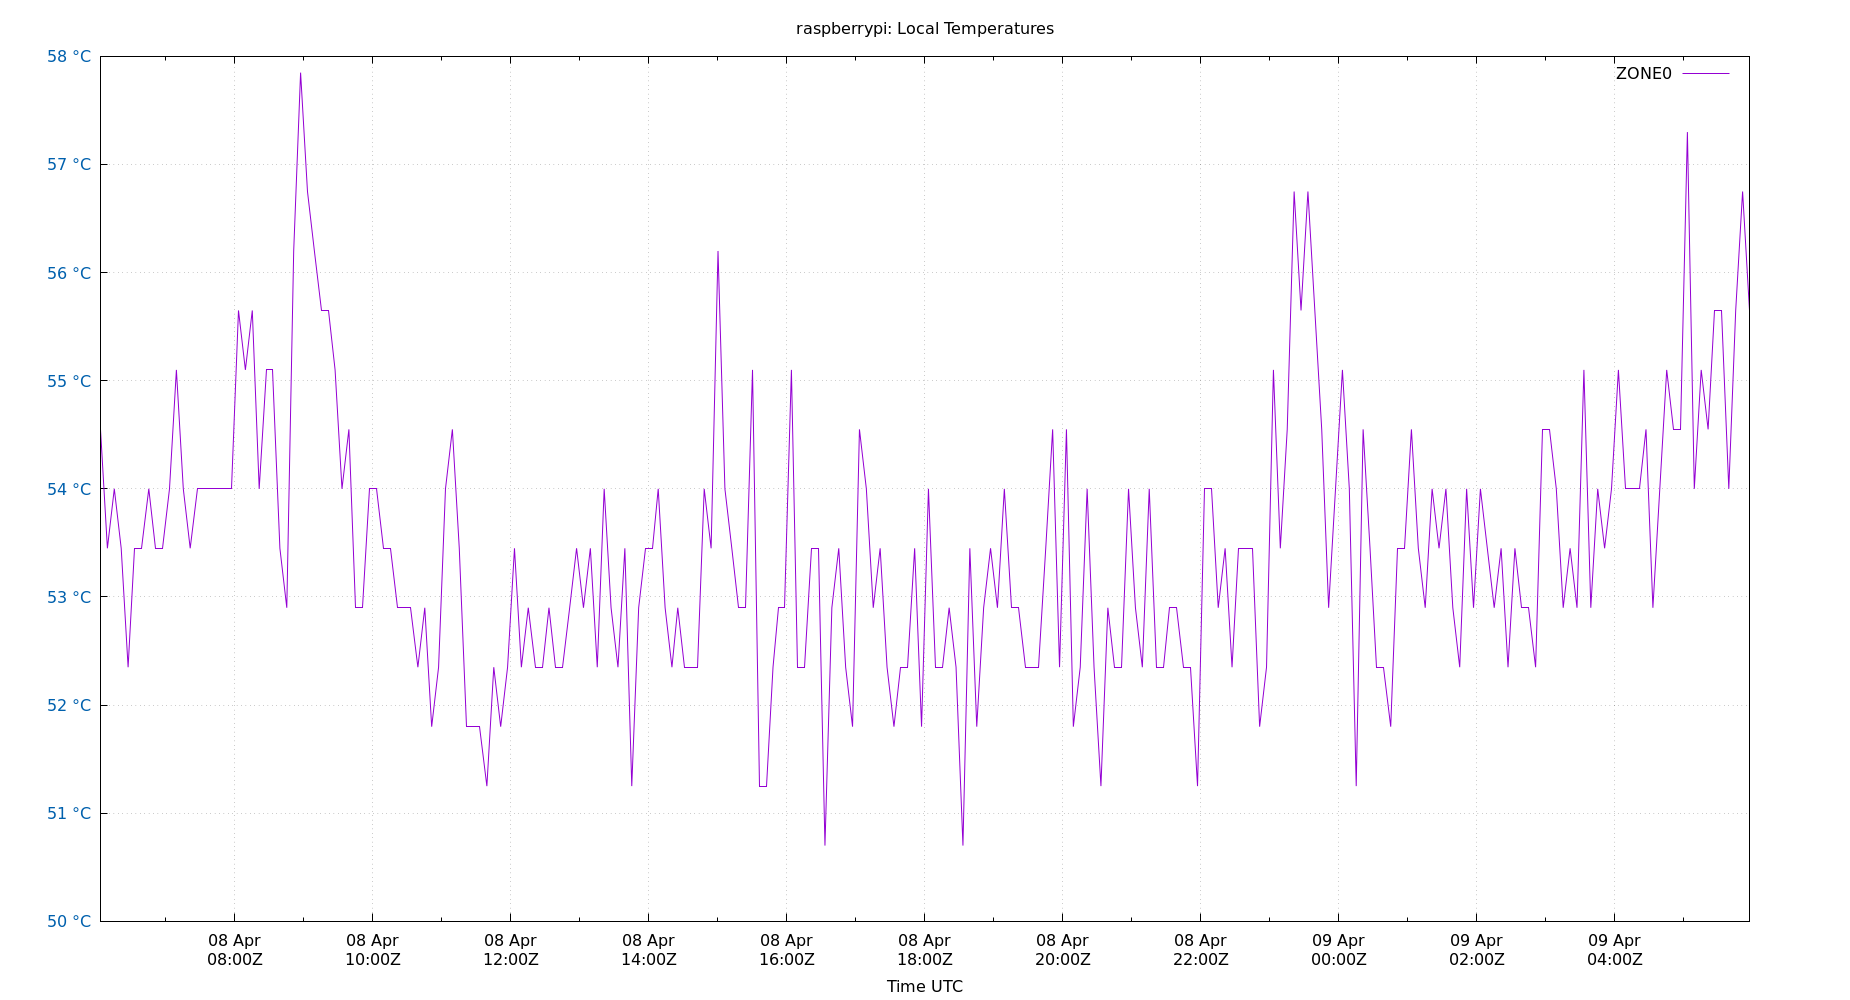 raspberrypi: Local Temperatures
58 °C
ZONE0
57 °C
56 °C
55 °C
54 °C
53 °C
52 °C
51 °C
50 °C
08 Apr 08 Apr 08 Apr 08 Apr 08 Apr 08 Apr 08 Apr 08 Apr 09 Apr 09 Apr 09 Apr
08:00Z 10:00Z 12:00Z 14:00Z 16:00Z 18:00Z 20:00Z 22:00Z 00:00Z 02:00Z 04:00Z
Time UTC